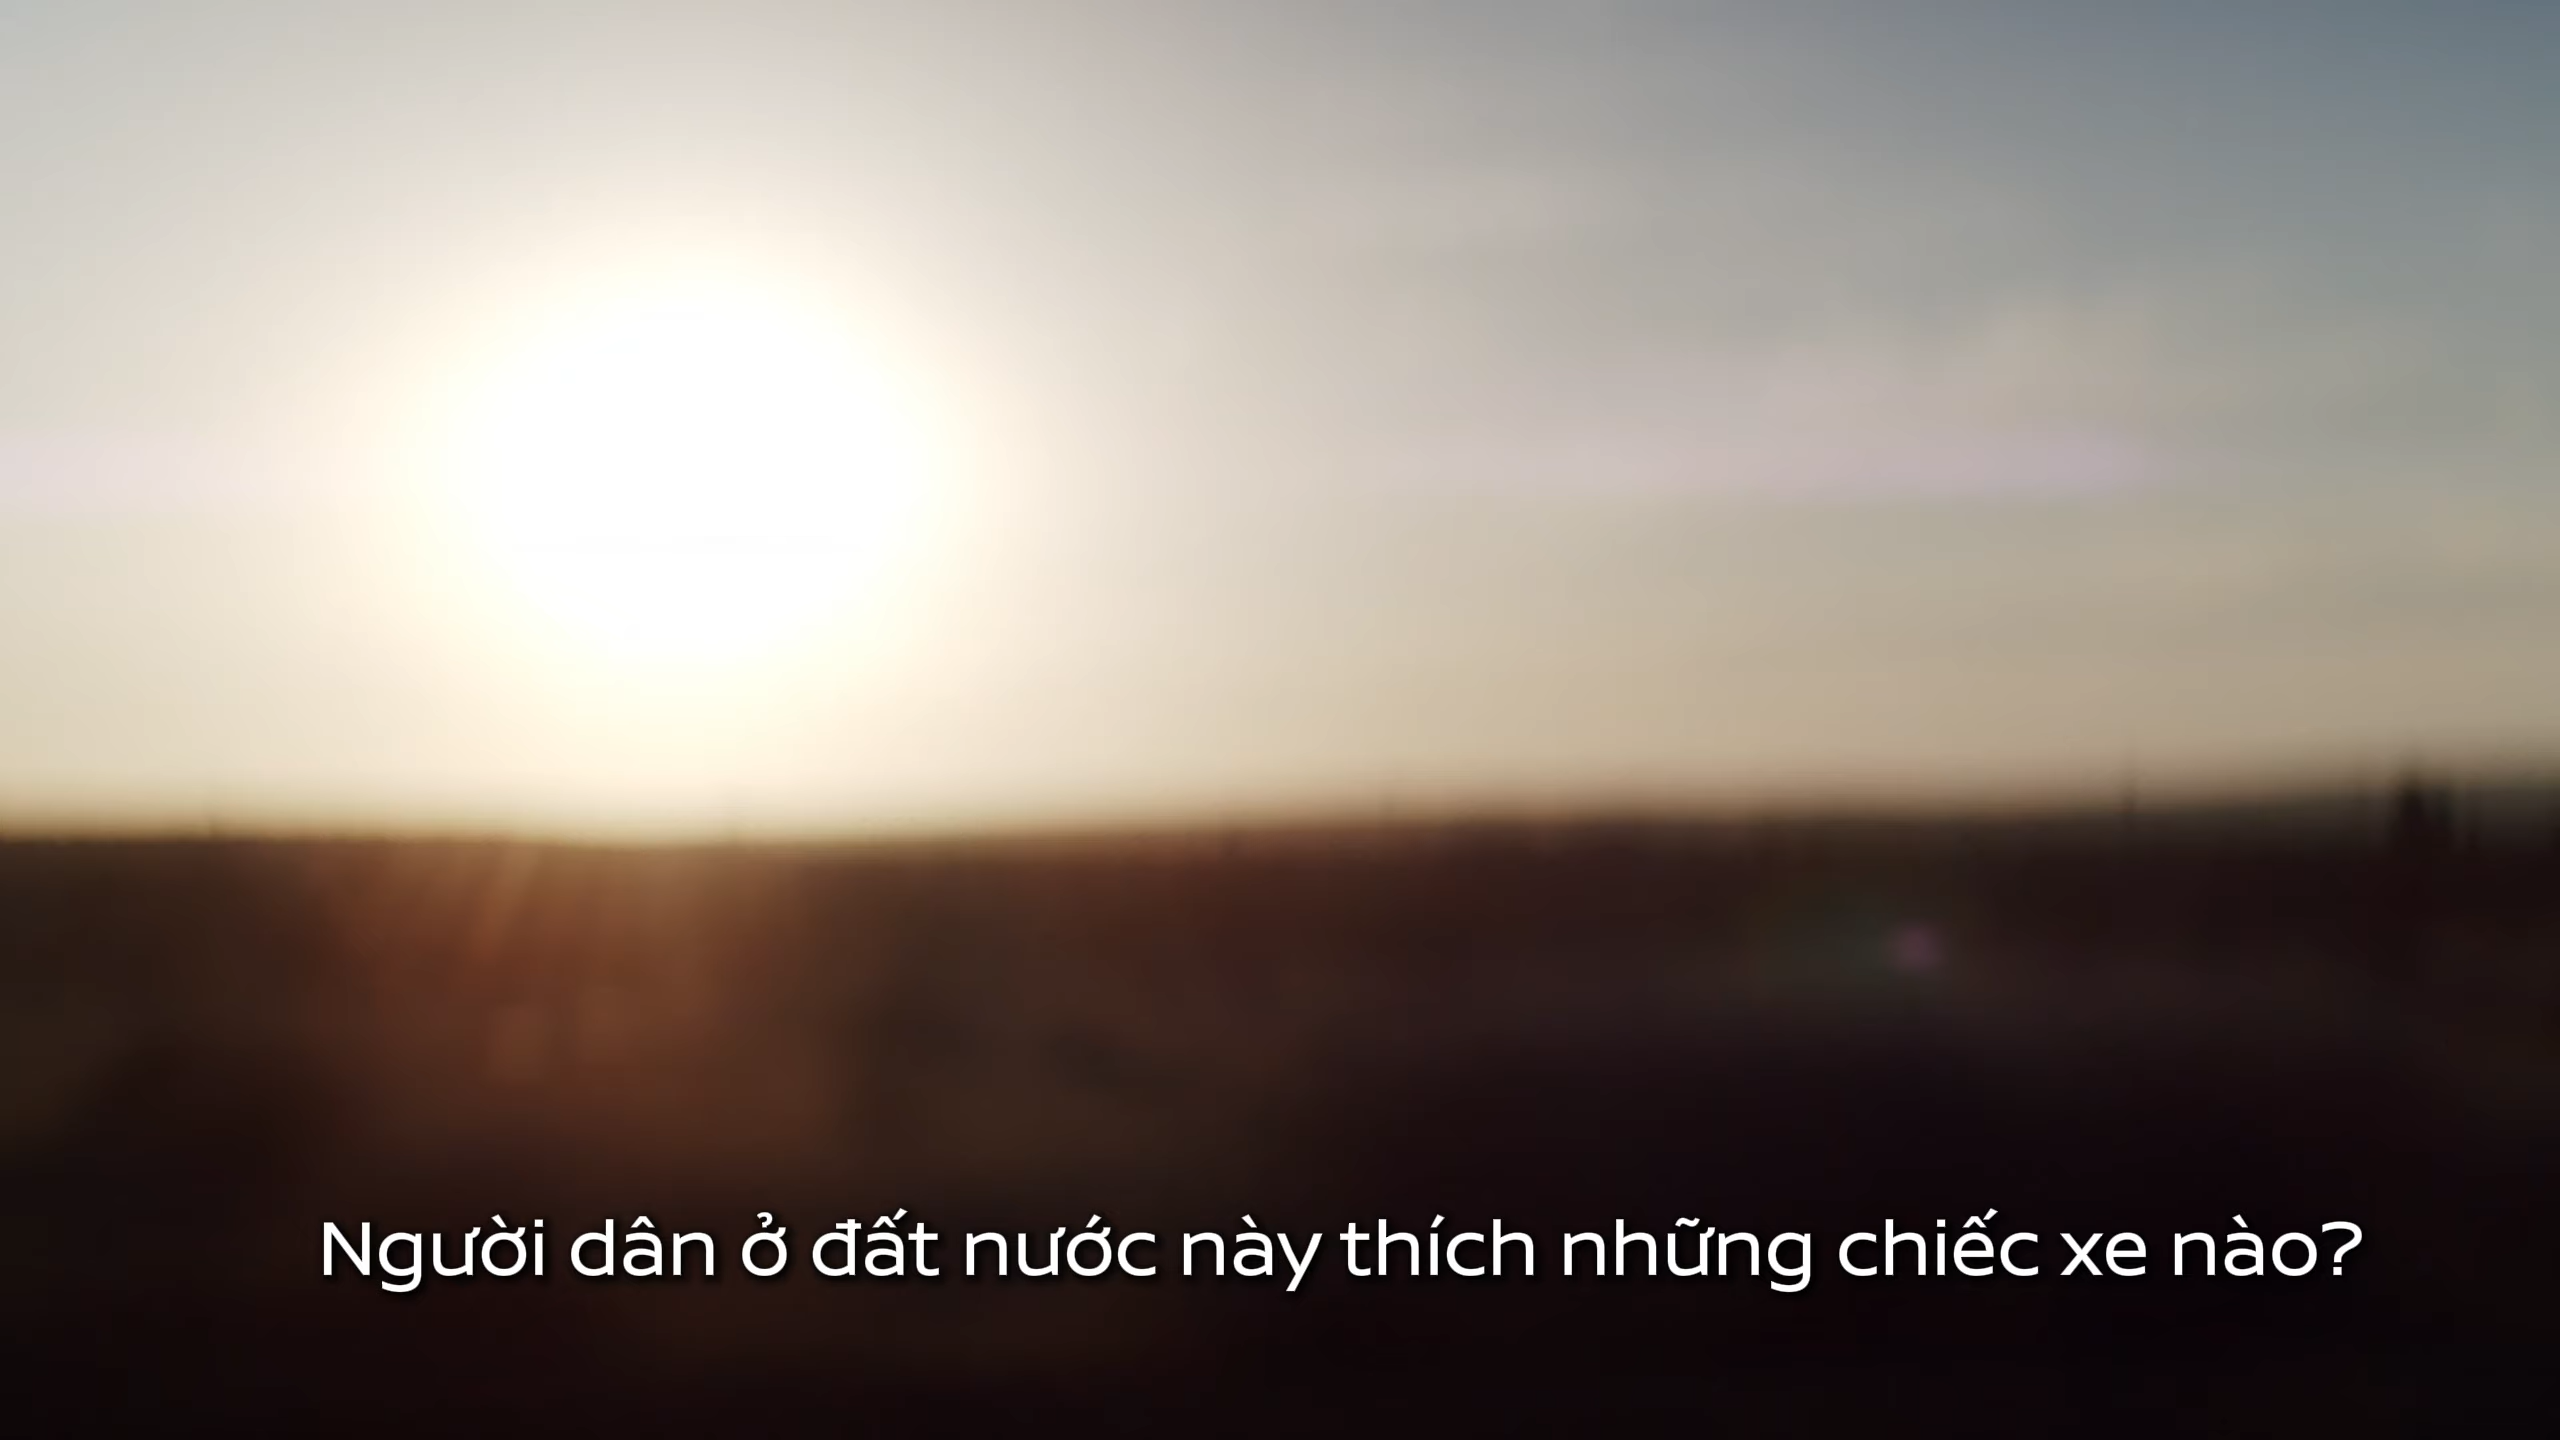 Người dân ở đất nước này thích những chiếc xe nào?